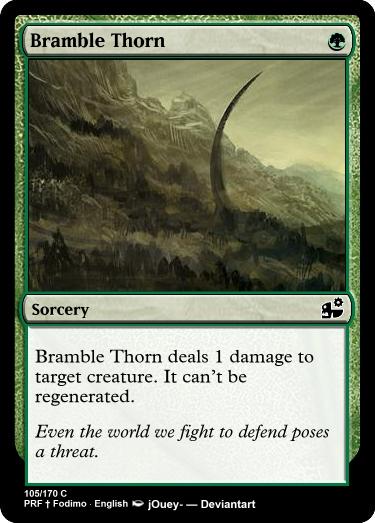 Bramble Thorn
Sorcery
Bramble Thorn deals 1 damage to
target creature. It can't be
regenerated.
Even the world we fight to defend poses
a threat.
105/170 C
PRF † Fodimo · English jOuey- — Deviantart